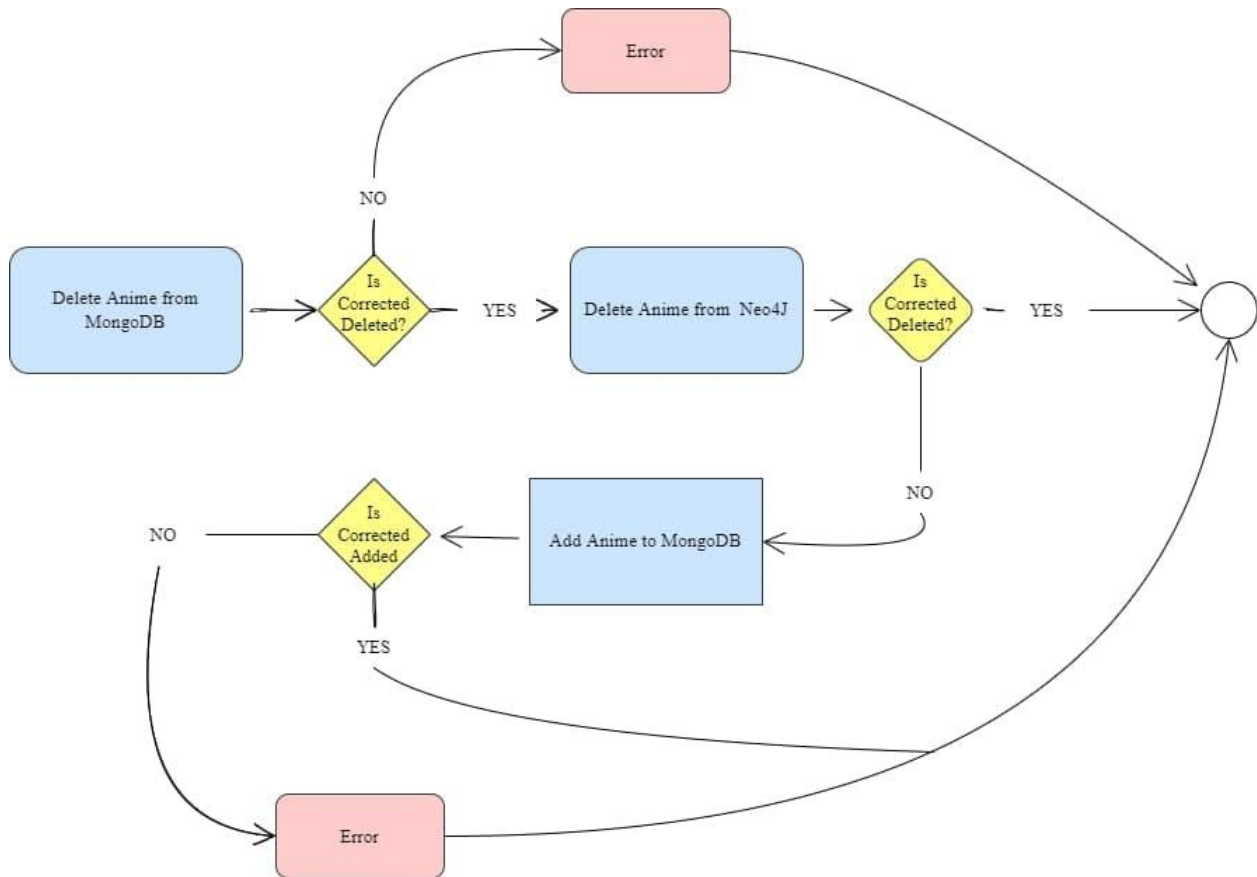 Error
NO
Delete Anime from
MongoDB
Is
Corrected
Deleted?
YES
Delete Anime from Neo4J
Is
Corrected
Deleted?
YES
NO
Add Anime to MongoDB
Is
Corrected
Added
NO
YES
Error